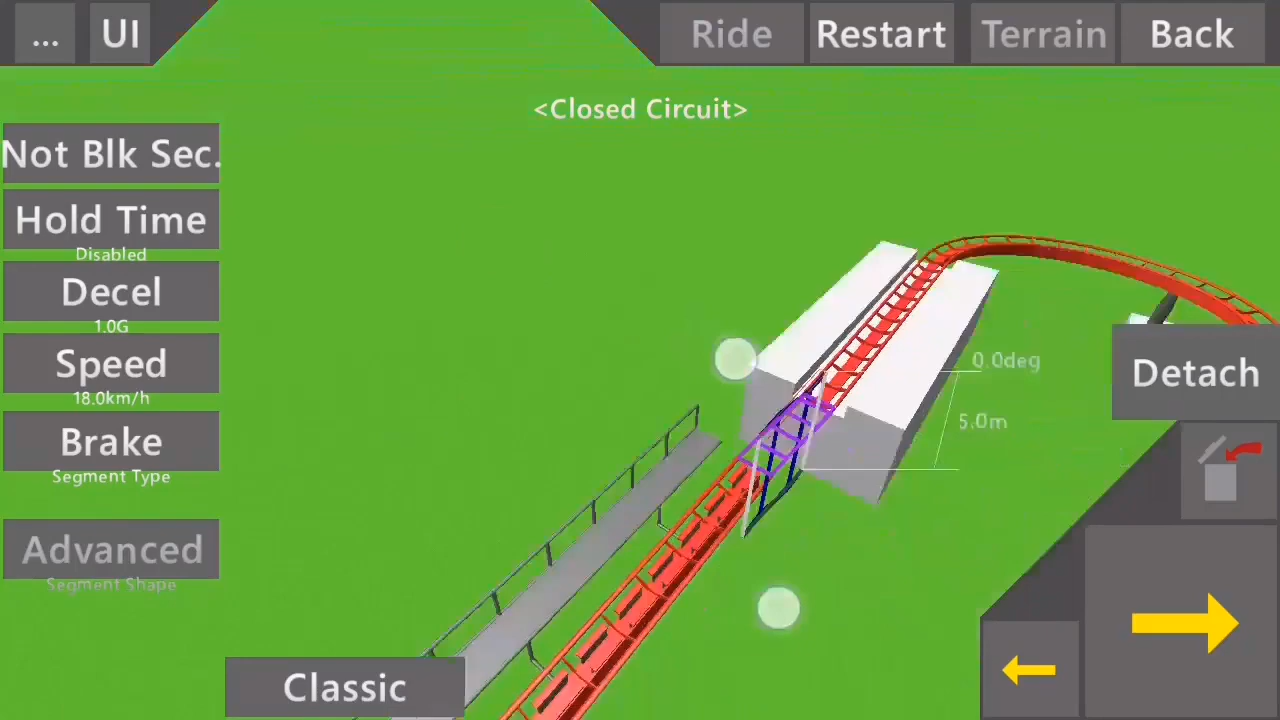 ... UI Ride Restart Terrain Back
<Closed Circuit>
Not Blk Sec.
Hold Time
Disabled
Decel
1.0G
Speed
18.0km/h
Brake
Segment Type
Advanced
Segment Shape
0.0deg
5.0m
Detach
Classic